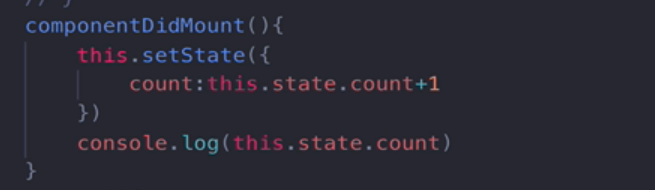 componentDidMount(){
this.setState({
count:this.state.count+1
})
console.log(this.state.count)
}